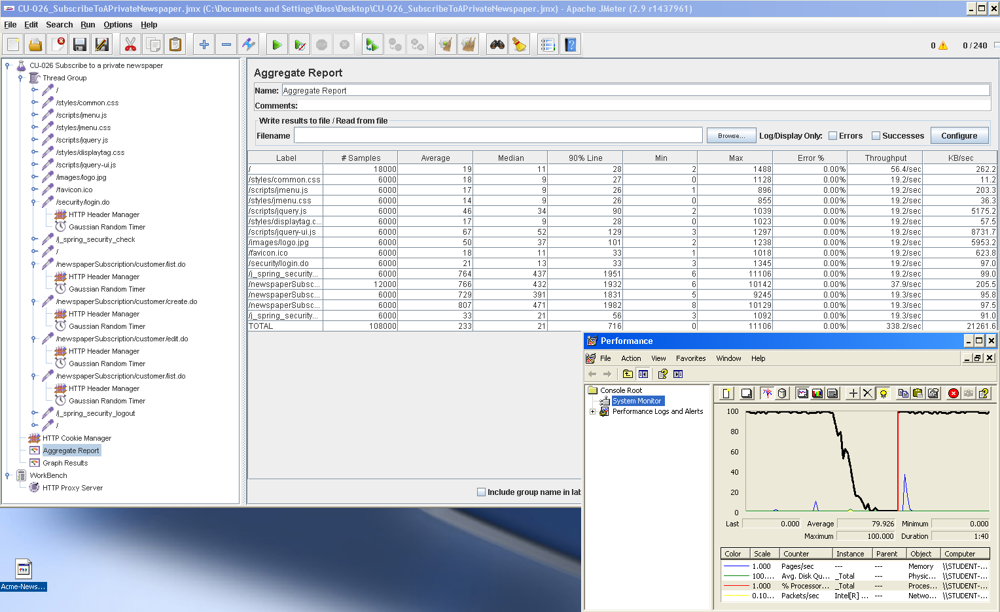 CU-026_SubscribeToAPrivateNewspaper.jmx (C:\Documents and Settings\Boss\Desktop\CU-026_SubscribeToAPrivateNewspaper.jmx) - Apache JMeter (2.9 r1437961)
File Edit Search Run Options Help
0 0 / 240
CU-026 Subscribe to a private newspaper
Thread Group
/
/styles/common.css
/scripts/jmenu.js
/styles/jmenu.css
/scripts/jquery.js
/styles/displaytag.css
/scripts/jquery-ui.js
/images/logo.jpg
/favicon.ico
/security/login.do
HTTP Header Manager
Gaussian Random Timer
/j_spring_security_check
/
/newspaperSubscription/customer/list.do
HTTP Header Manager
Gaussian Random Timer
/newspaperSubscription/customer/create.do
HTTP Header Manager
Gaussian Random Timer
/newspaperSubscription/customer/edit.do
HTTP Header Manager
Gaussian Random Timer
/newspaperSubscription/customer/list.do
HTTP Header Manager
Gaussian Random Timer
/j_spring_security_logout
/
HTTP Cookie Manager
Aggregate Report
Graph Results
WorkBench
HTTP Proxy Server
Aggregate Report
Name: Aggregate Report
Comments:
Write results to file / Read from file
Filename Browse... Log/Display Only: Errors Successes Configure
Label # Samples Average Median 90% Line Min Max Error % Throughput KB/sec
/ 18000 19 11 28 2 1488 0.00% 56.4/sec 262.2
/styles/common.css 6000 18 9 27 0 1128 0.00% 19.2/sec 11.2
/scripts/jmenu.js 6000 17 9 26 1 896 0.00% 19.2/sec 203.3
/styles/jmenu.css 6000 14 9 26 0 855 0.00% 19.2/sec 36.3
/scripts/jquery.js 6000 46 34 90 2 1039 0.00% 19.2/sec 5175.2
/styles/displaytag.c... 6000 17 9 28 0 1023 0.00% 19.2/sec 57.5
/scripts/jquery-ui.js 6000 67 52 129 3 1297 0.00% 19.2/sec 8731.7
/images/logo.jpg 6000 50 37 101 2 1238 0.00% 19.2/sec 5953.2
/favicon.ico 6000 18 11 33 1 1018 0.00% 19.2/sec 623.8
/security/login.do 6000 21 13 33 3 1345 0.00% 19.2/sec 97.0
/j_spring_security... 6000 764 437 1951 6 11106 0.00% 19.2/sec 99.0
/newspaperSubsc... 12000 766 432 1932 6 10142 0.00% 37.9/sec 205.5
/newspaperSubsc... 6000 729 391 1831 5 9245 0.00% 19.3/sec 95.8
/newspaperSubsc... 6000 807 471 1982 8 10129 0.00% 19.3/sec 97.5
/j_spring_security... 6000 33 21 56 3 1092 0.00% 19.3/sec 91.0
TOTAL 108000 233 21 716 0 11106 0.00% 338.2/sec 21261.6
Include group name in lab
Performance
File Action View Favorites Window Help
Console Root
System Monitor
Performance Logs and Alerts
100
80
60
40
20
0
Last 0.000 Average 79.926 Minimum 0.000
Maximum 100.000 Duration 1:40
Color Scale Counter Instance Parent Object Computer
1.000 Pages/sec --- --- Memory \\STUDENT-...
100.... Avg. Disk Qu... _Total --- Physic... \\STUDENT-...
1.000 % Processor... _Total --- Proces... \\STUDENT-...
0.10... Packets/sec Intel[R] ... --- Netwo... \\STUDENT-...
Acme-News...